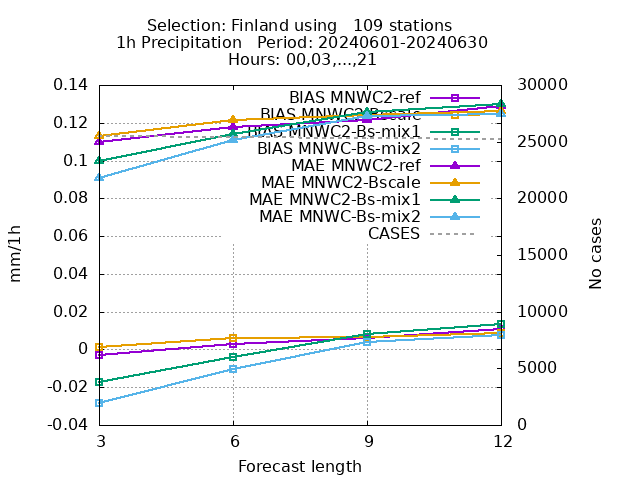 Selection: Finland using 109 stations
1h Precipitation Period: 20240601-20240630
Hours: 00,03,...,21
0.14
0.12
0.1
0.08
0.06
0.04
0.02
0
-0.02
-0.04
mm/1h
BIAS MNWC2-ref
BIAS MNWC2-Bscale
BIAS MNWC2-Bs-mix1
BIAS MNWC-Bs-mix2
MAE MNWC2-ref
MAE MNWC2-Bscale
MAE MNWC2-Bs-mix1
MAE MNWC-Bs-mix2
CASES
30000
25000
20000
15000
10000
5000
0
No cases
3 6 9 12
Forecast length